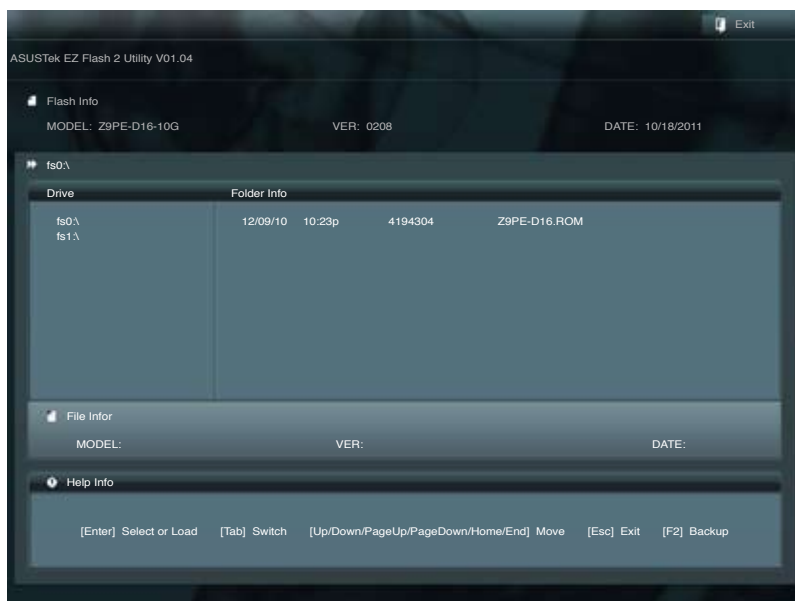 Exit
ASUSTek EZ Flash 2 Utility V01.04
Flash Info
MODEL: Z9PE-D16-10G VER: 0208 DATE: 10/18/2011
fs0:\
Drive Folder Info
fs0:\ 12/09/10 10:23p 4194304 Z9PE-D16.ROM
fs1:\
File Infor
MODEL: VER: DATE:
Help Info
[Enter] Select or Load [Tab] Switch [Up/Down/PageUp/PageDown/Home/End] Move [Esc] Exit [F2] Backup